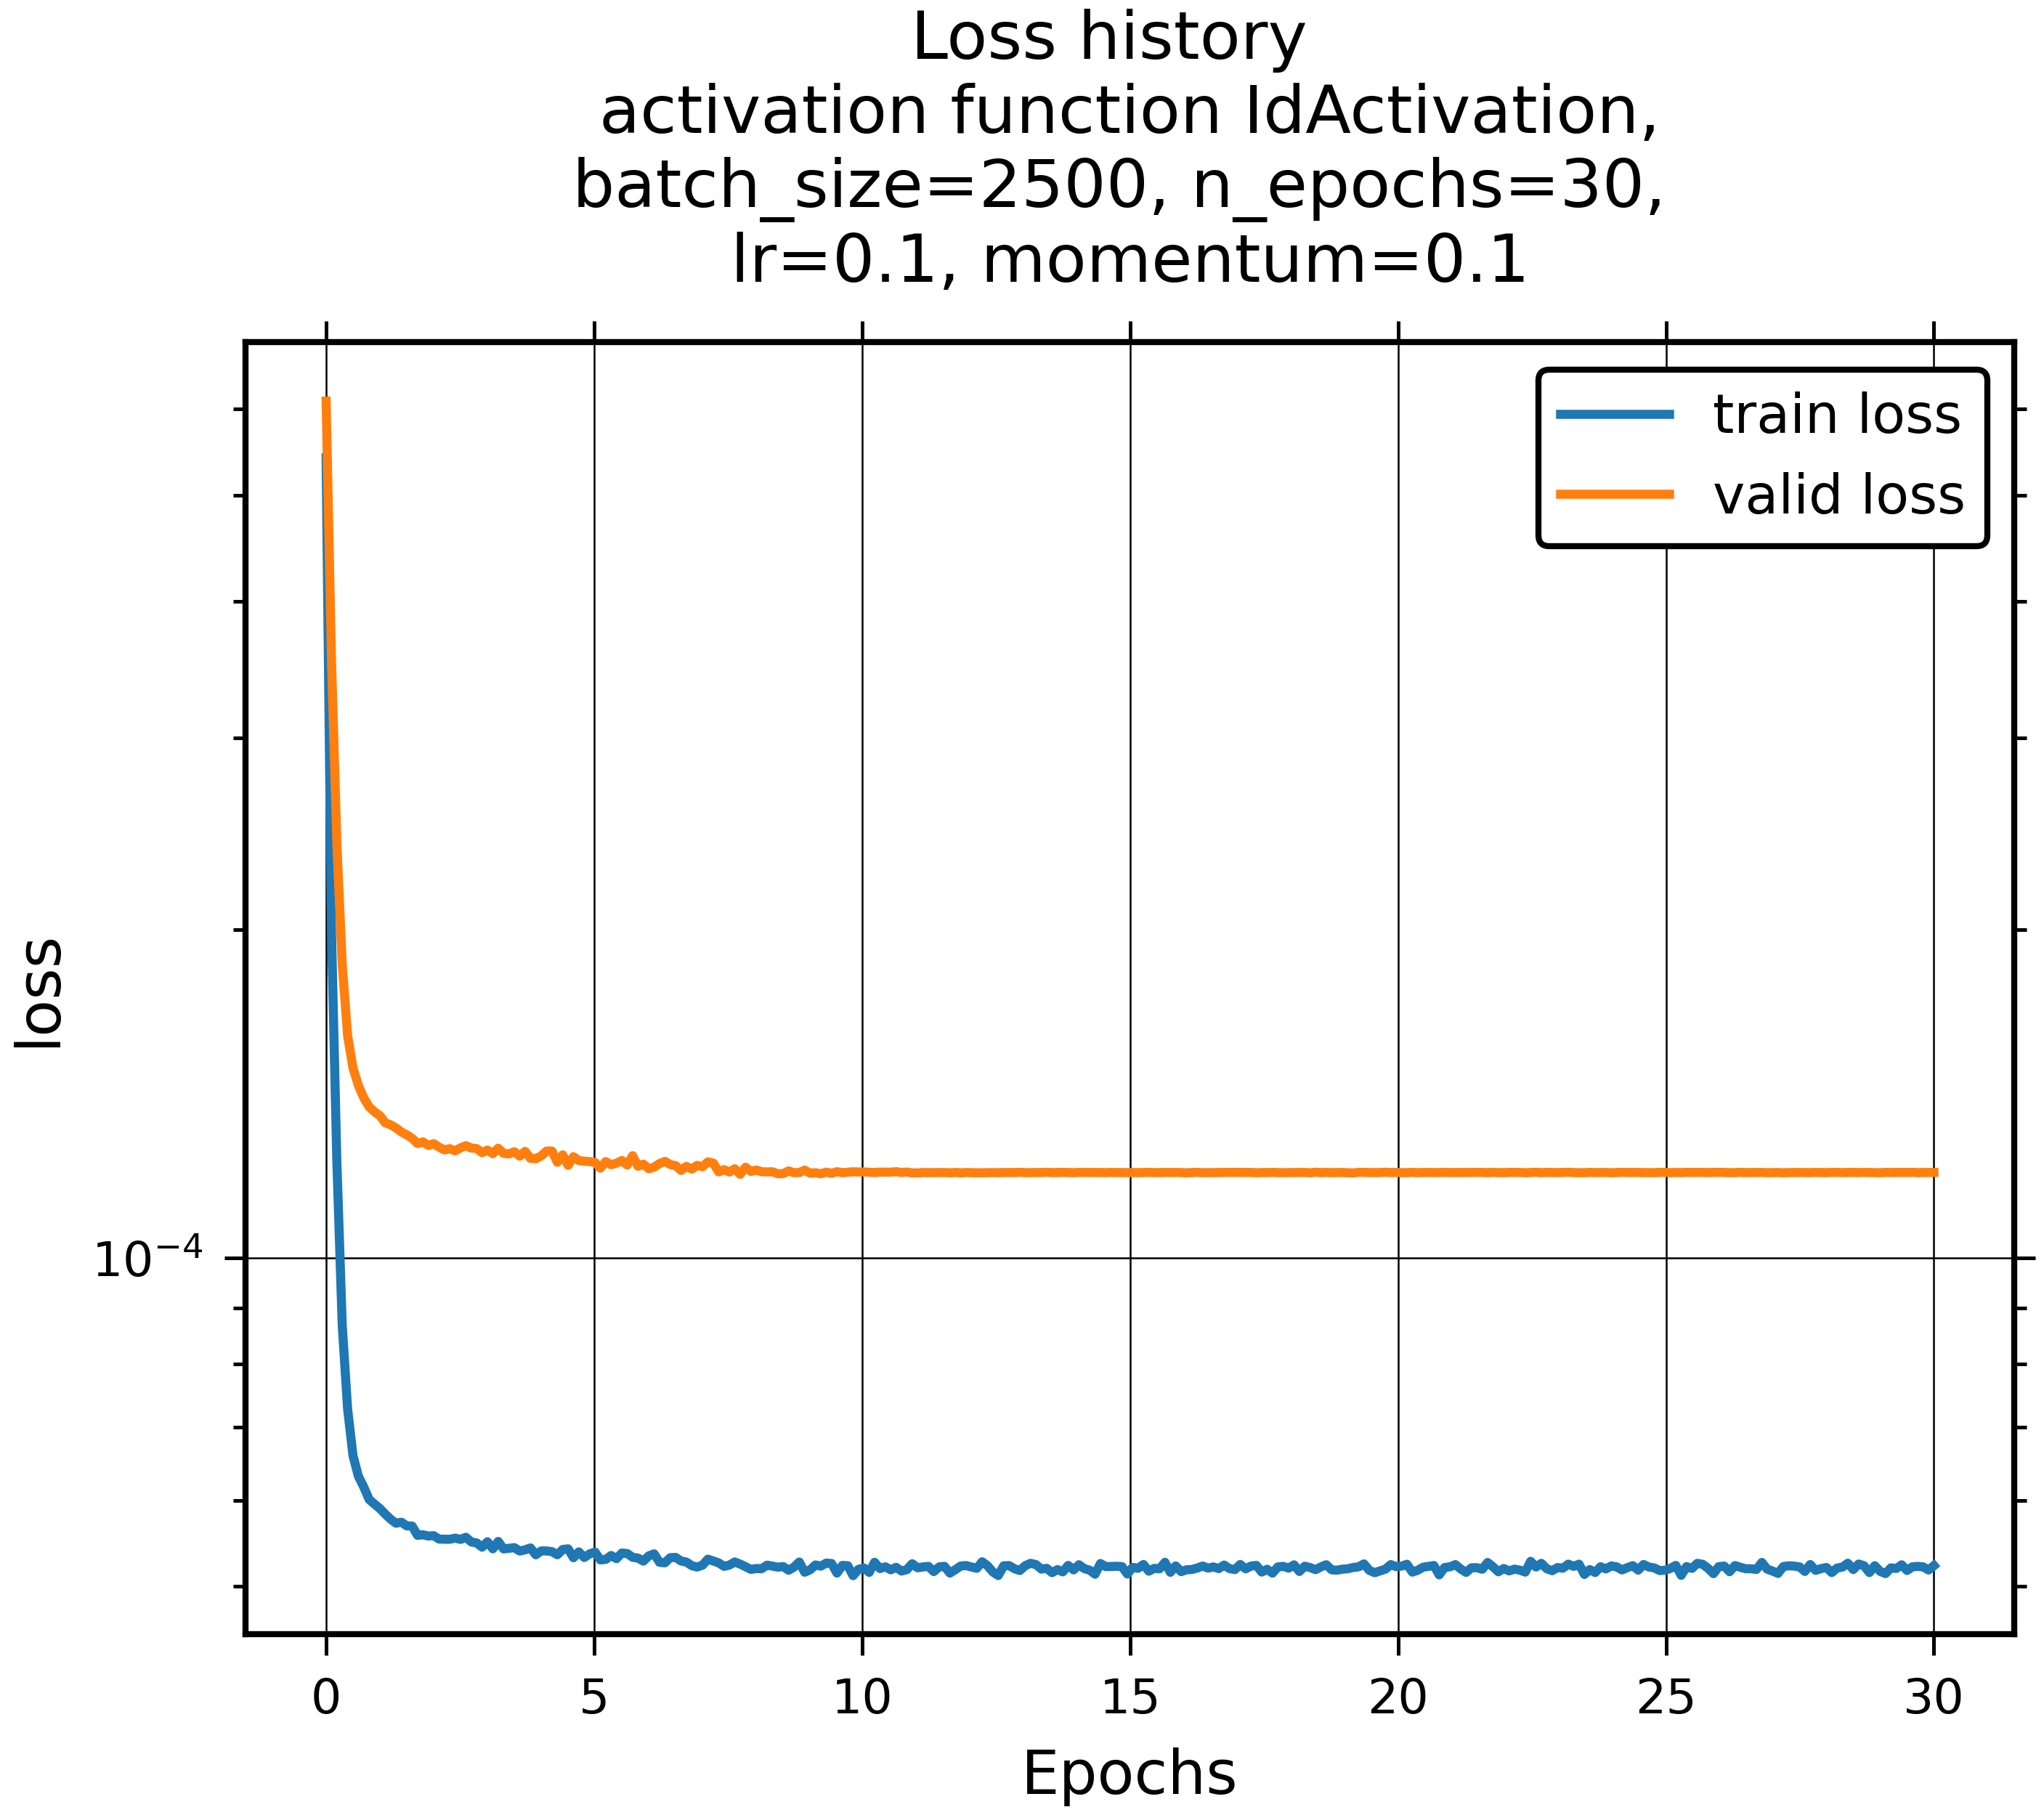 Loss history
activation function IdActivation,
batch_size=2500, n_epochs=30,
lr=0.1, momentum=0.1
train loss
valid loss
loss
10⁻⁴
0 5 10 15 20 25 30
Epochs